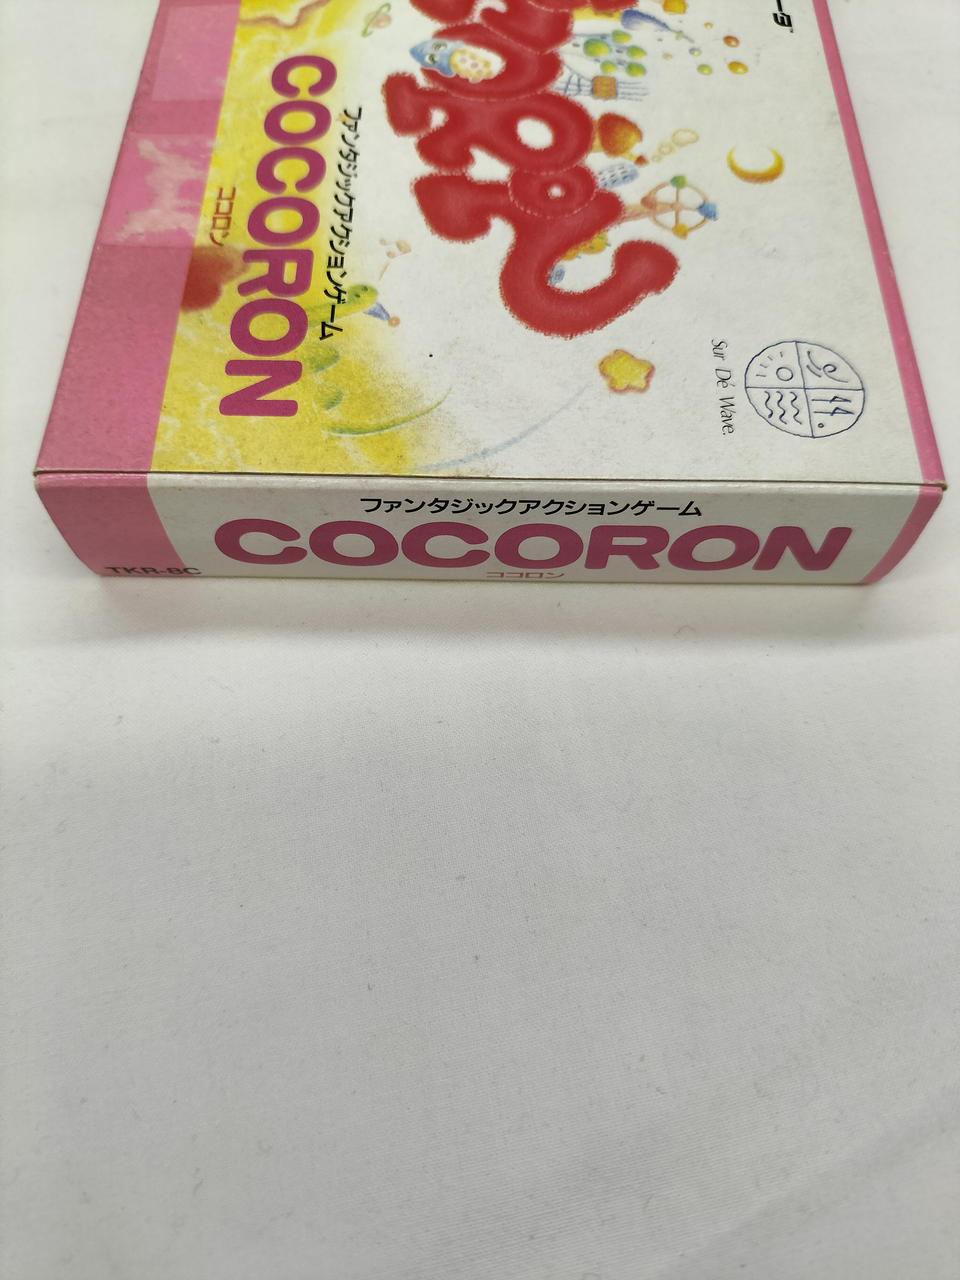 ータ
ファンタジックアクションゲーム
COCORON
ココロン
Sur Dé Wave.
ファンタジックアクションゲーム
COCORON
ココロン
TKR-8C